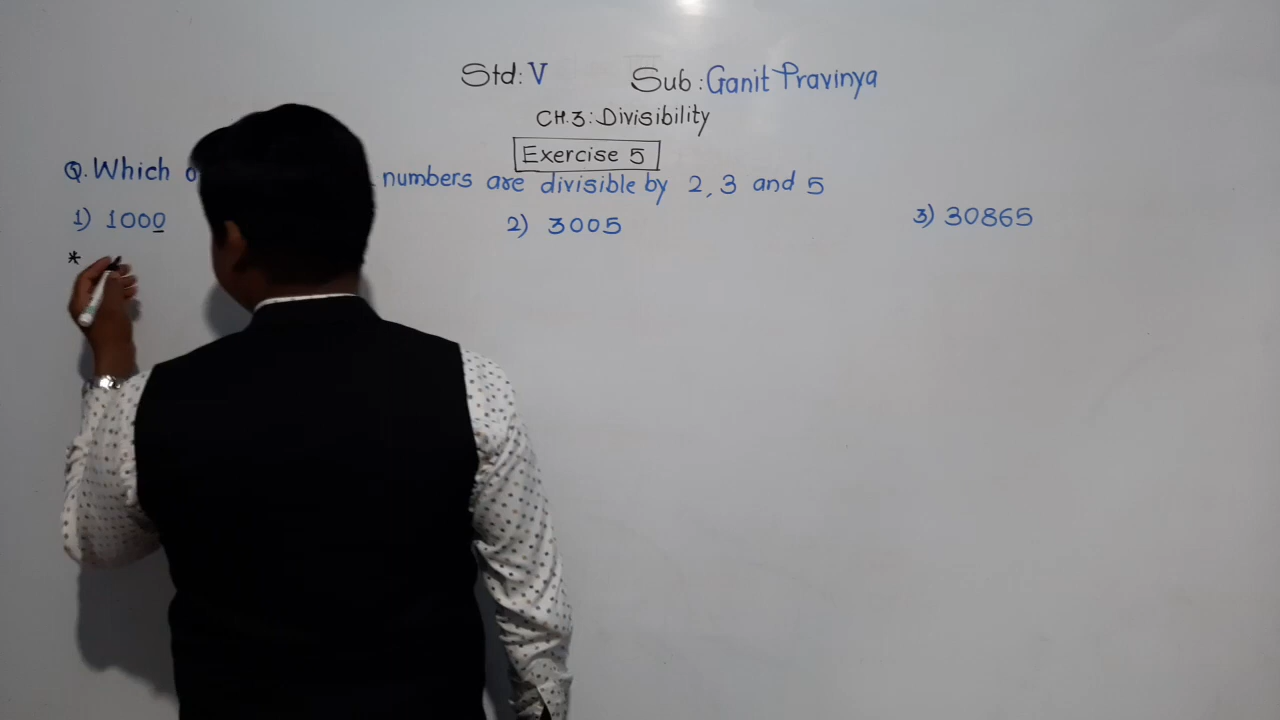 Std: V Sub: Ganit Pravinya
CH.3: Divisibility
Exercise 5
Q. Which numbers are divisible by 2, 3 and 5
1) 1000 2) 3005 3) 30865
*